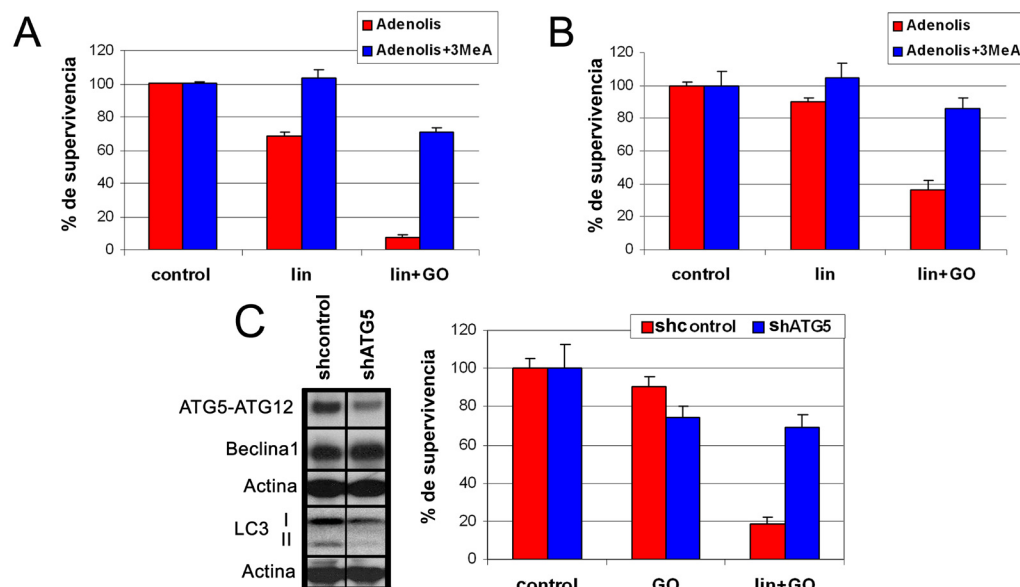 A
Adenolis
Adenolis+3MeA
% de supervivencia
120
100
80
60
40
20
0
control
lin
lin+GO
B
Adenolis
Adenolis+3MeA
% de supervivencia
120
100
80
60
40
20
0
control
lin
lin+GO
C
shcontrol
shATG5
ATG5-ATG12
Beclina1
Actina
LC3
I
II
Actina
shcontrol
shATG5
% de supervivencia
120
100
80
60
40
20
0
control
GO
lin+GO